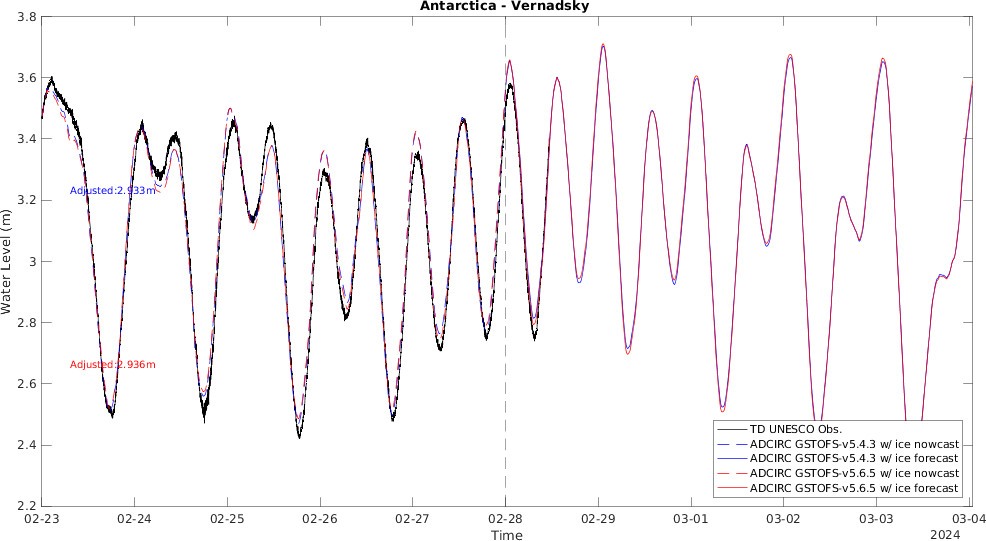 Antarctica - Vernadsky
3.8
3.6
3.4
3.2
3
2.8
2.6
2.4
2.2
Water Level (m)
Adjusted:2.933m
Adjusted:2.936m
TD UNESCO Obs.
ADCIRC GSTOFS-v5.4.3 w/ ice nowcast
ADCIRC GSTOFS-v5.4.3 w/ ice forecast
ADCIRC GSTOFS-v5.6.5 w/ ice nowcast
ADCIRC GSTOFS-v5.6.5 w/ ice forecast
02-23 02-24 02-25 02-26 02-27 02-28 02-29 03-01 03-02 03-03 03-04
Time
2024